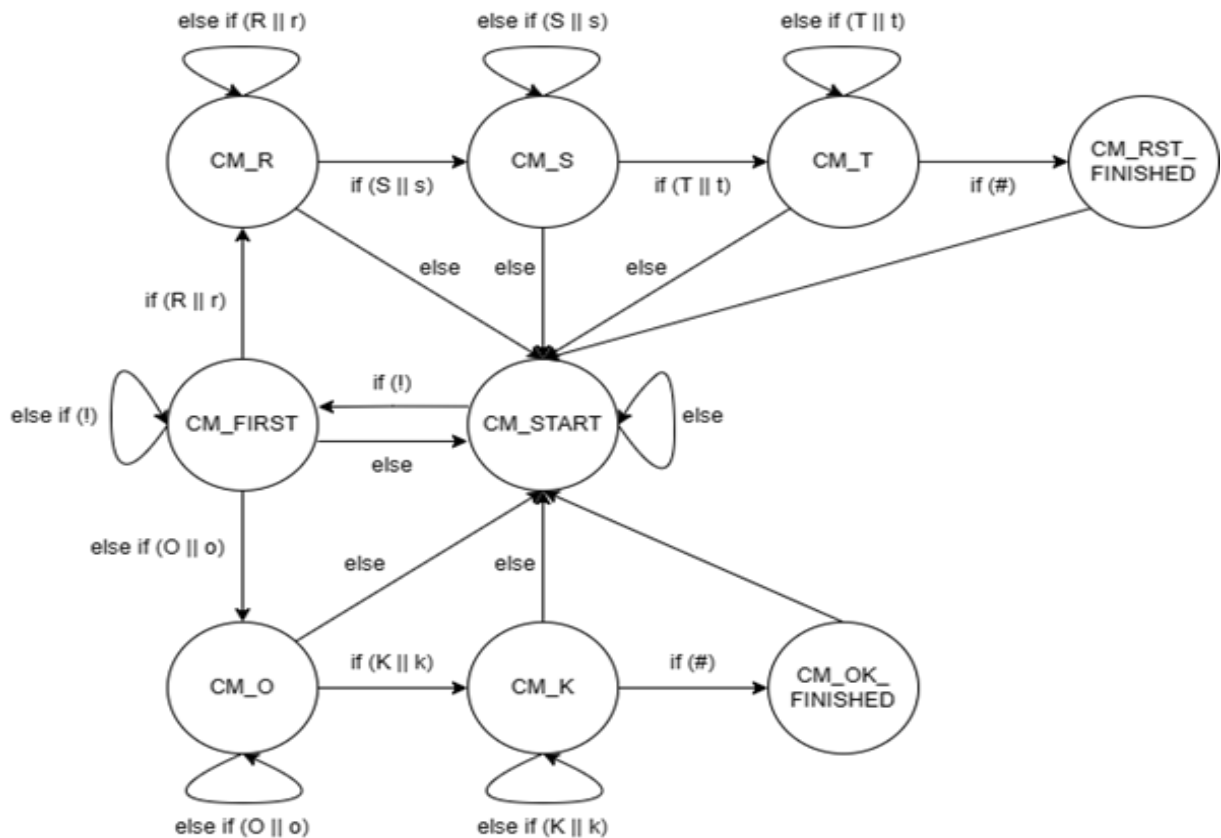 else if (R || r)
else if (S || s)
else if (T || t)
CM_R
CM_S
CM_T
CM_RST_
FINISHED
if (S || s)
if (T || t)
if (#)
else
else
else
if (R || r)
if (!)
else if (!)
CM_FIRST
CM_START
else
else
else if (O || o)
else
else
CM_O
if (K || k)
CM_K
if (#)
CM_OK_
FINISHED
else if (O || o)
else if (K || k)